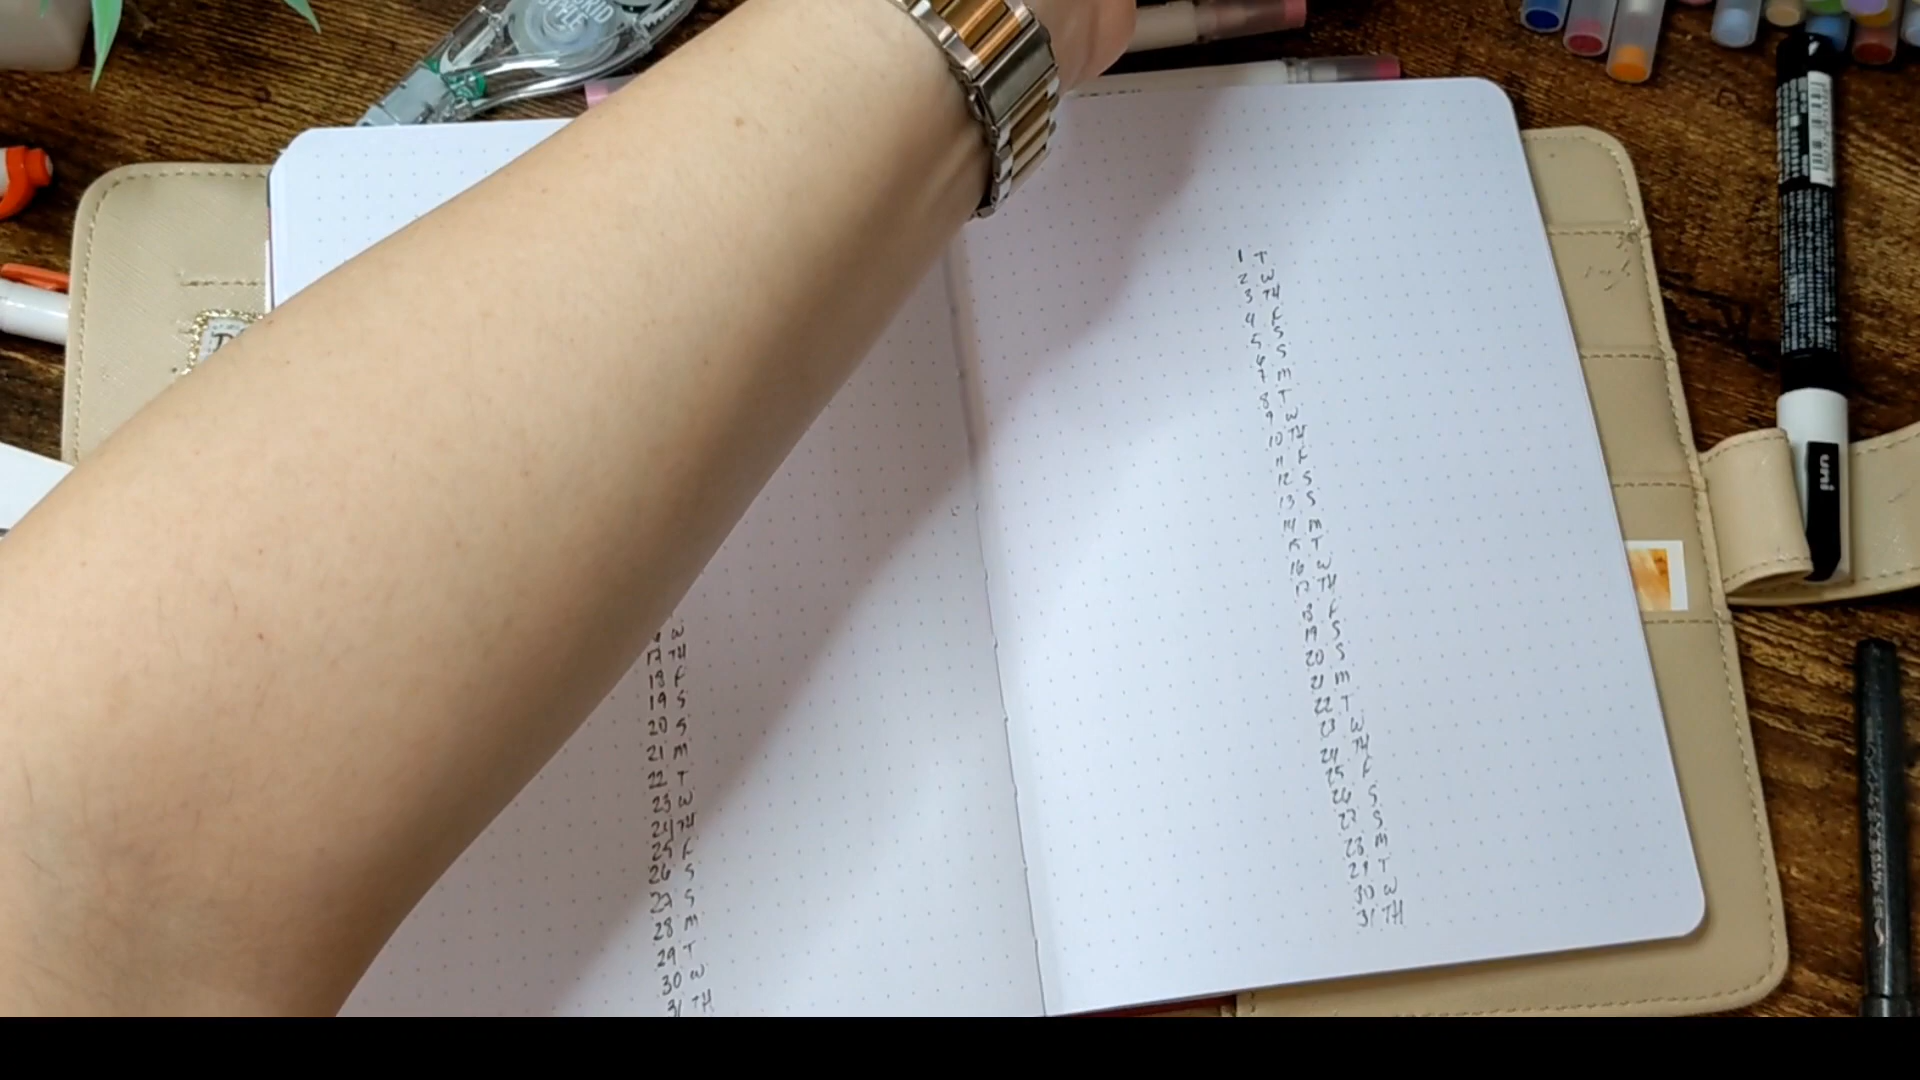 1 T
2 W
3 TH
4 F
5 S
6 S
7 M
8 T
9 W
10 TH
11 F
12 S
13 S
14 M
15 T
16 W
17 TH
18 F
19 S
20 S
21 M
22 T
23 W
24 TH
25 F
26 S
27 S
28 M
29 T
30 W
31 TH
W
17 TH
18 F
19 S
20 S
21 M
22 T
23 W
24 TH
25 F
26 S
27 S
28 M
29 T
30 W
31 TH
uni